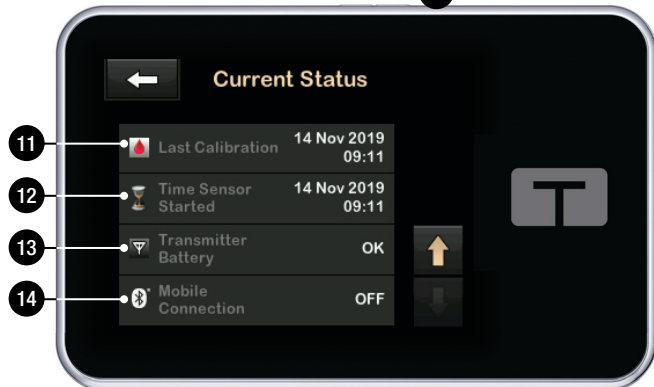 Current Status
11
Last Calibration
14 Nov 2019
09:11
12
Time Sensor
Started
14 Nov 2019
09:11
13
Transmitter
Battery
OK
14
Mobile
Connection
OFF
T